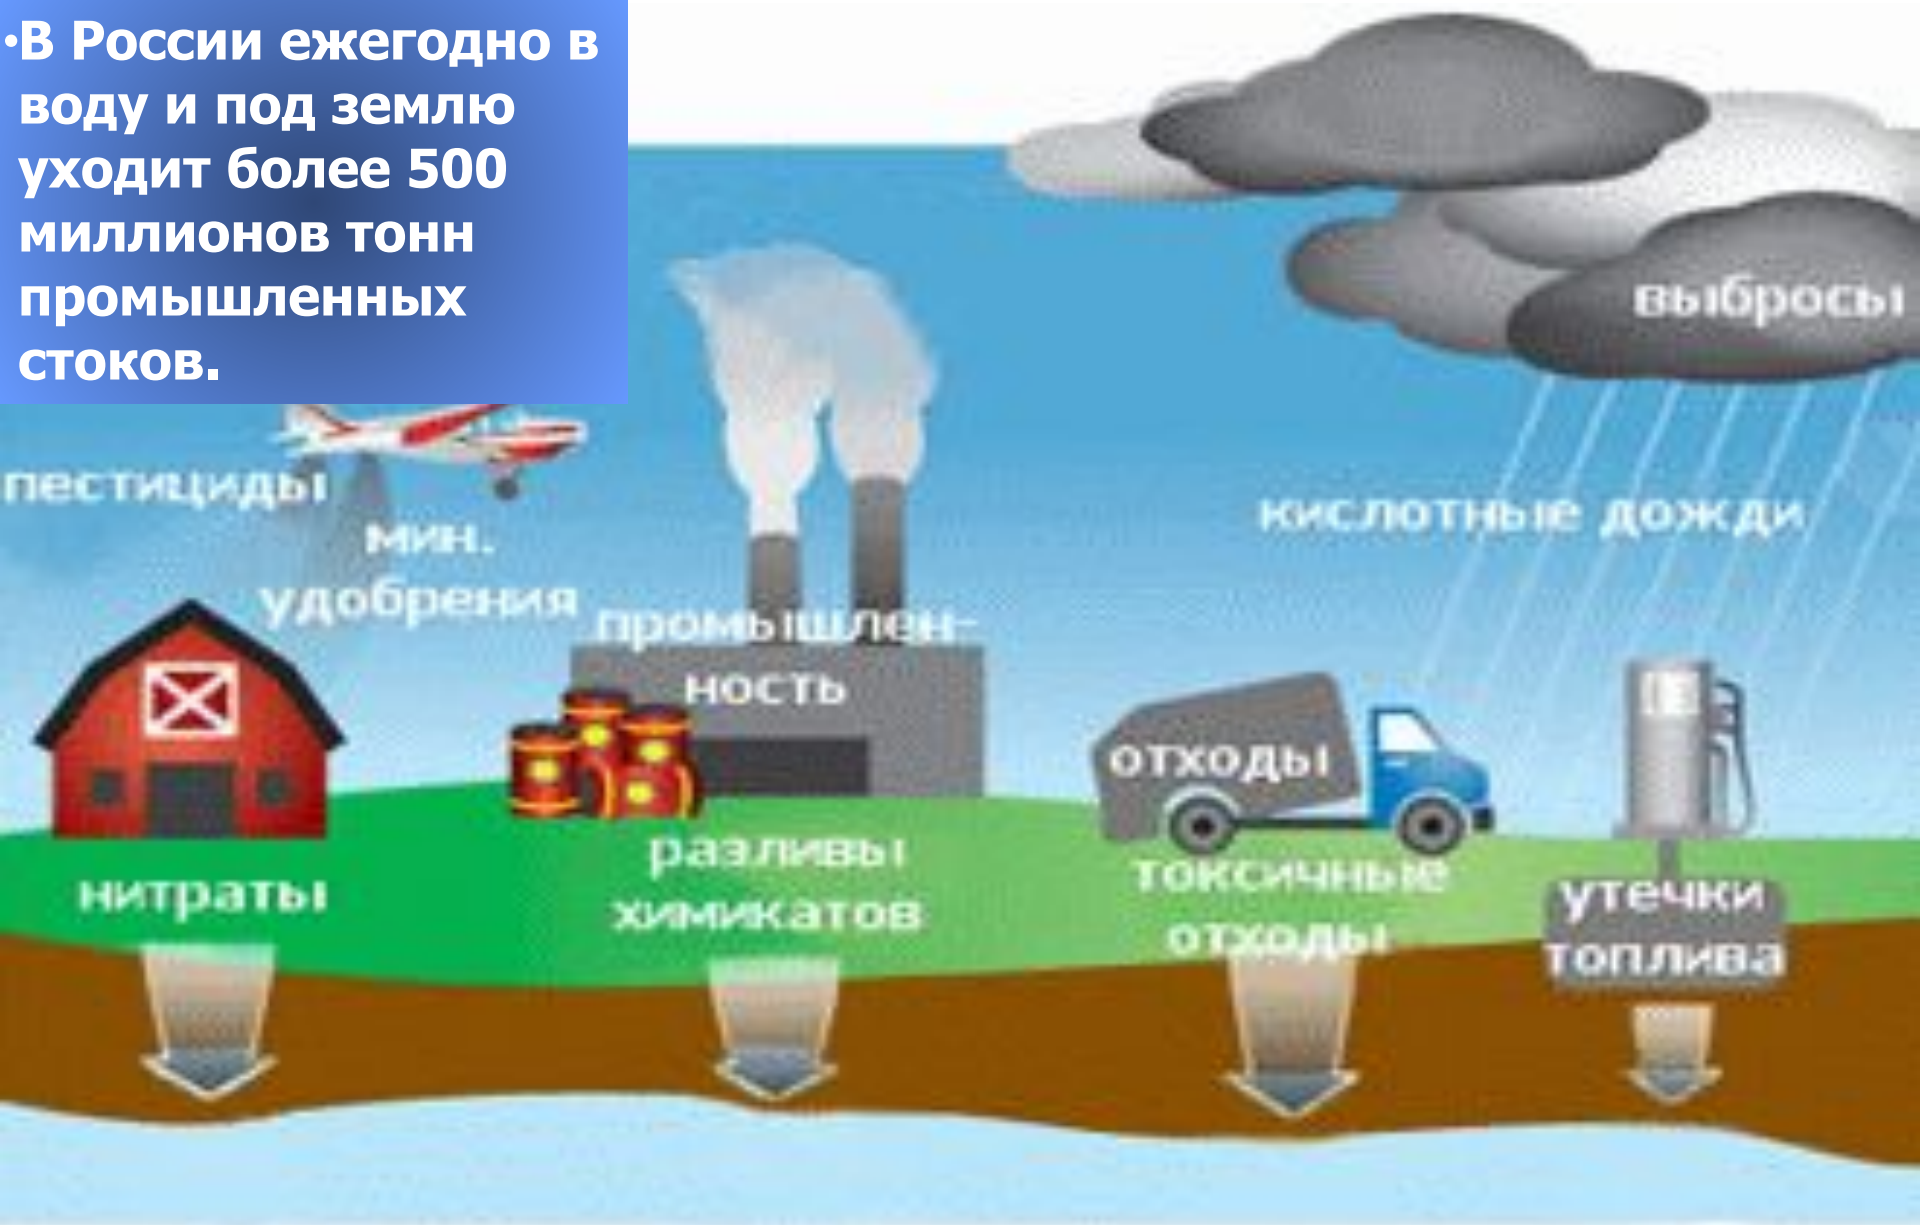 •В России ежегодно в
воду и под землю
уходит более 500
миллионов тонн
промышленных
стоков.
выбросы
пестициды
мин.
удобрения
кислотные дожди
промышлен-
ность
отходы
нитраты
разливы
химикатов
токсичные
отходы
утечки
топлива